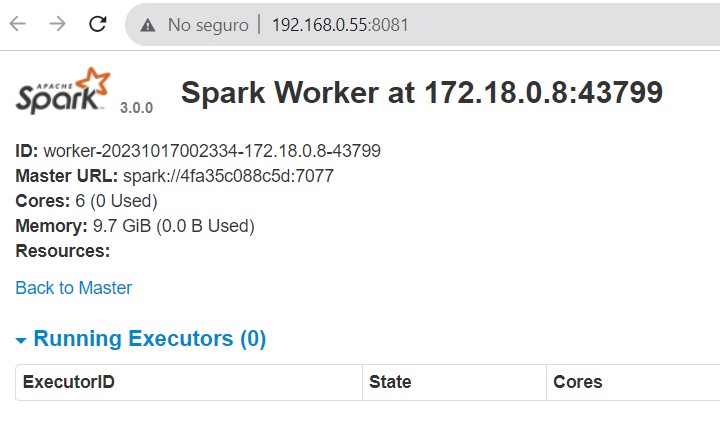 No seguro | 192.168.0.55:8081
APACHE
Spark 3.0.0
Spark Worker at 172.18.0.8:43799
ID: worker-20231017002334-172.18.0.8-43799
Master URL: spark://4fa35c088c5d:7077
Cores: 6 (0 Used)
Memory: 9.7 GiB (0.0 B Used)
Resources:
Back to Master
Running Executors (0)
ExecutorID State Cores